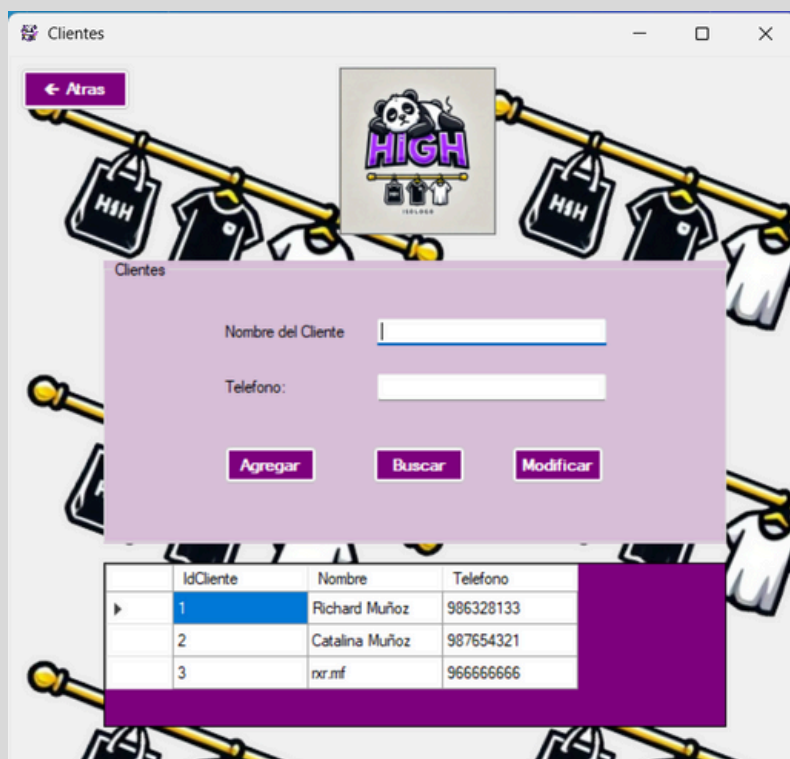 Clientes
← Atras
HIGH
H&H
H&H
ISOLOGO
Clientes
Nombre del Cliente
Telefono:
Agregar Buscar Modificar
IdCliente Nombre Telefono
1 Richard Muñoz 986328133
2 Catalina Muñoz 987654321
3 rxr.mf 966666666